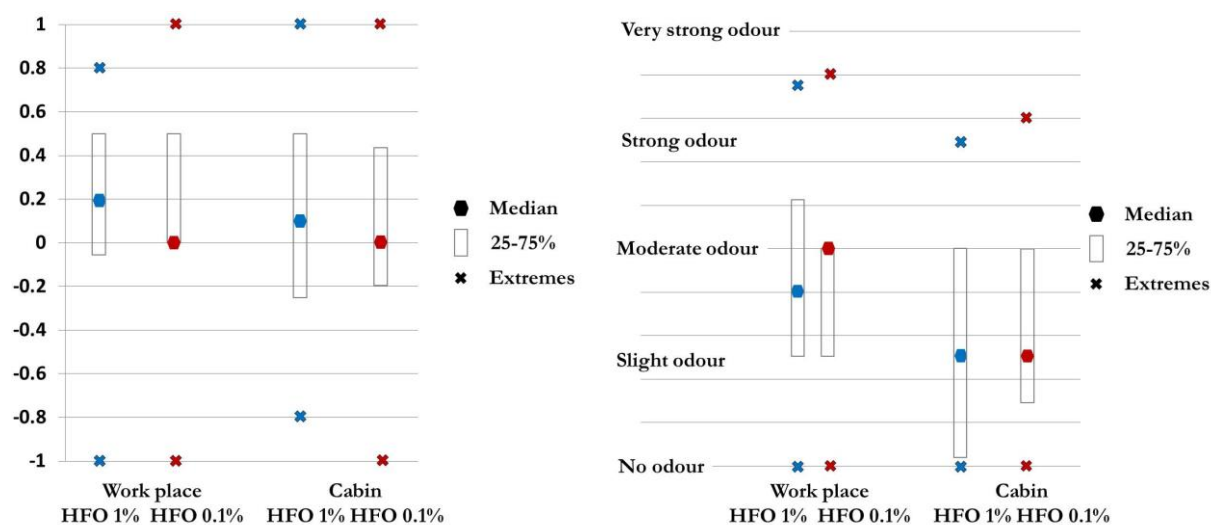 1
0.8
0.6
0.4
0.2
0
-0.2
-0.4
-0.6
-0.8
-1
Work place
Cabin
HFO 1% HFO 0.1%
HFO 1% HFO 0.1%
Median
25-75%
Extremes
Very strong odour
Strong odour
Moderate odour
Slight odour
No odour
Work place
Cabin
HFO 1% HFO 0.1%
HFO 1% HFO 0.1%
Median
25-75%
Extremes